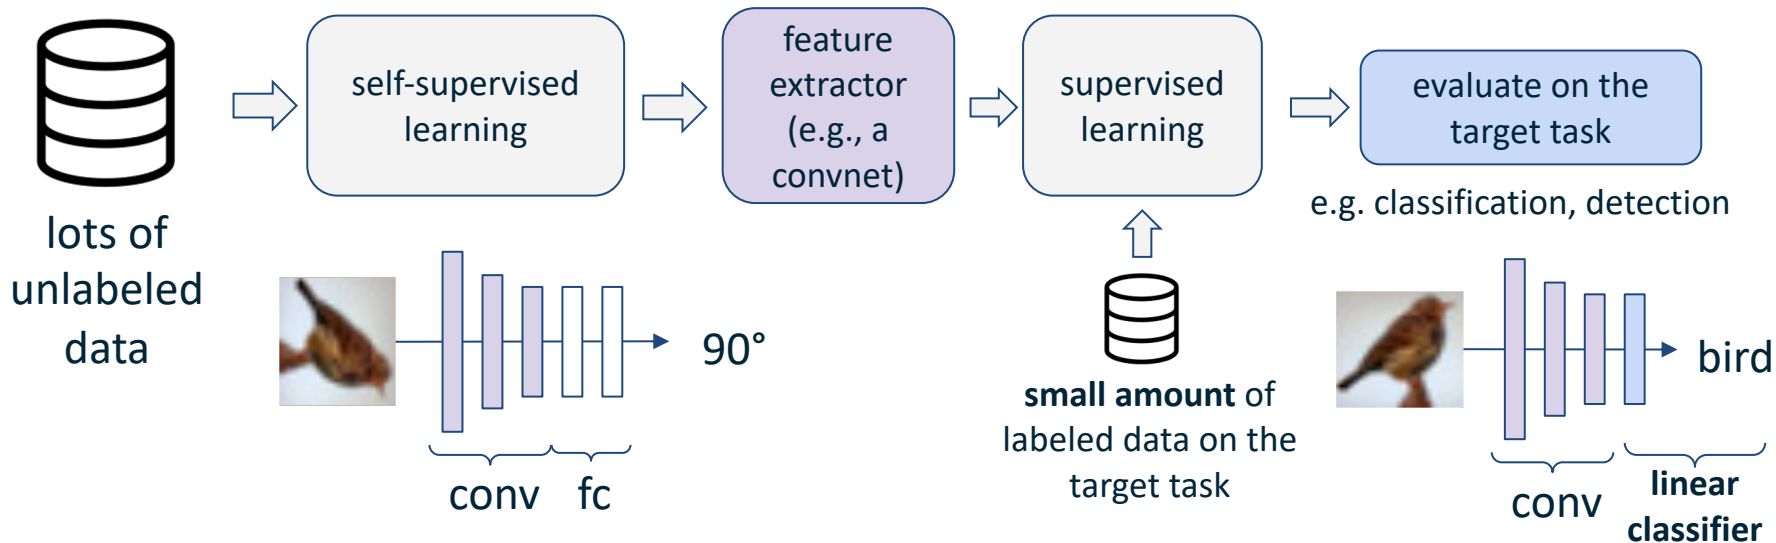 lots of
unlabeled
data
self-supervised
learning
feature
extractor
(e.g., a
convnet)
supervised
learning
evaluate on the
target task
e.g. classification, detection
90°
conv
fc
small amount of
labeled data on the
target task
bird
conv
linear
classifier